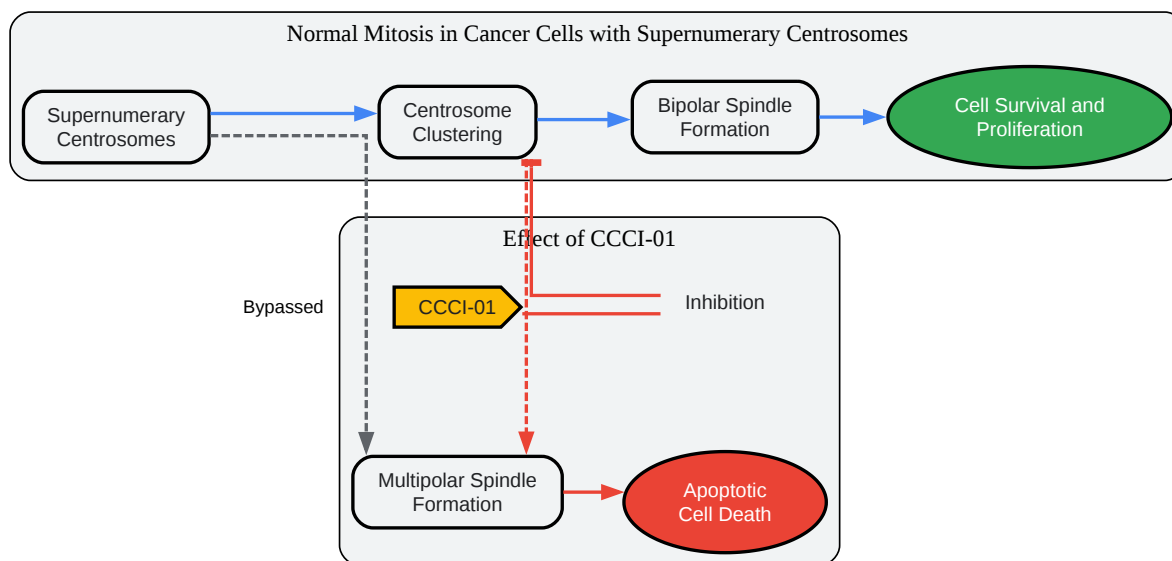 Normal Mitosis in Cancer Cells with Supernumerary Centrosomes
Supernumerary
Centrosomes
Centrosome
Clustering
Bipolar Spindle
Formation
Cell Survival and
Proliferation
Effect of CCCI-01
Bypassed
CCCI-01
Inhibition
Multipolar Spindle
Formation
Apoptotic
Cell Death